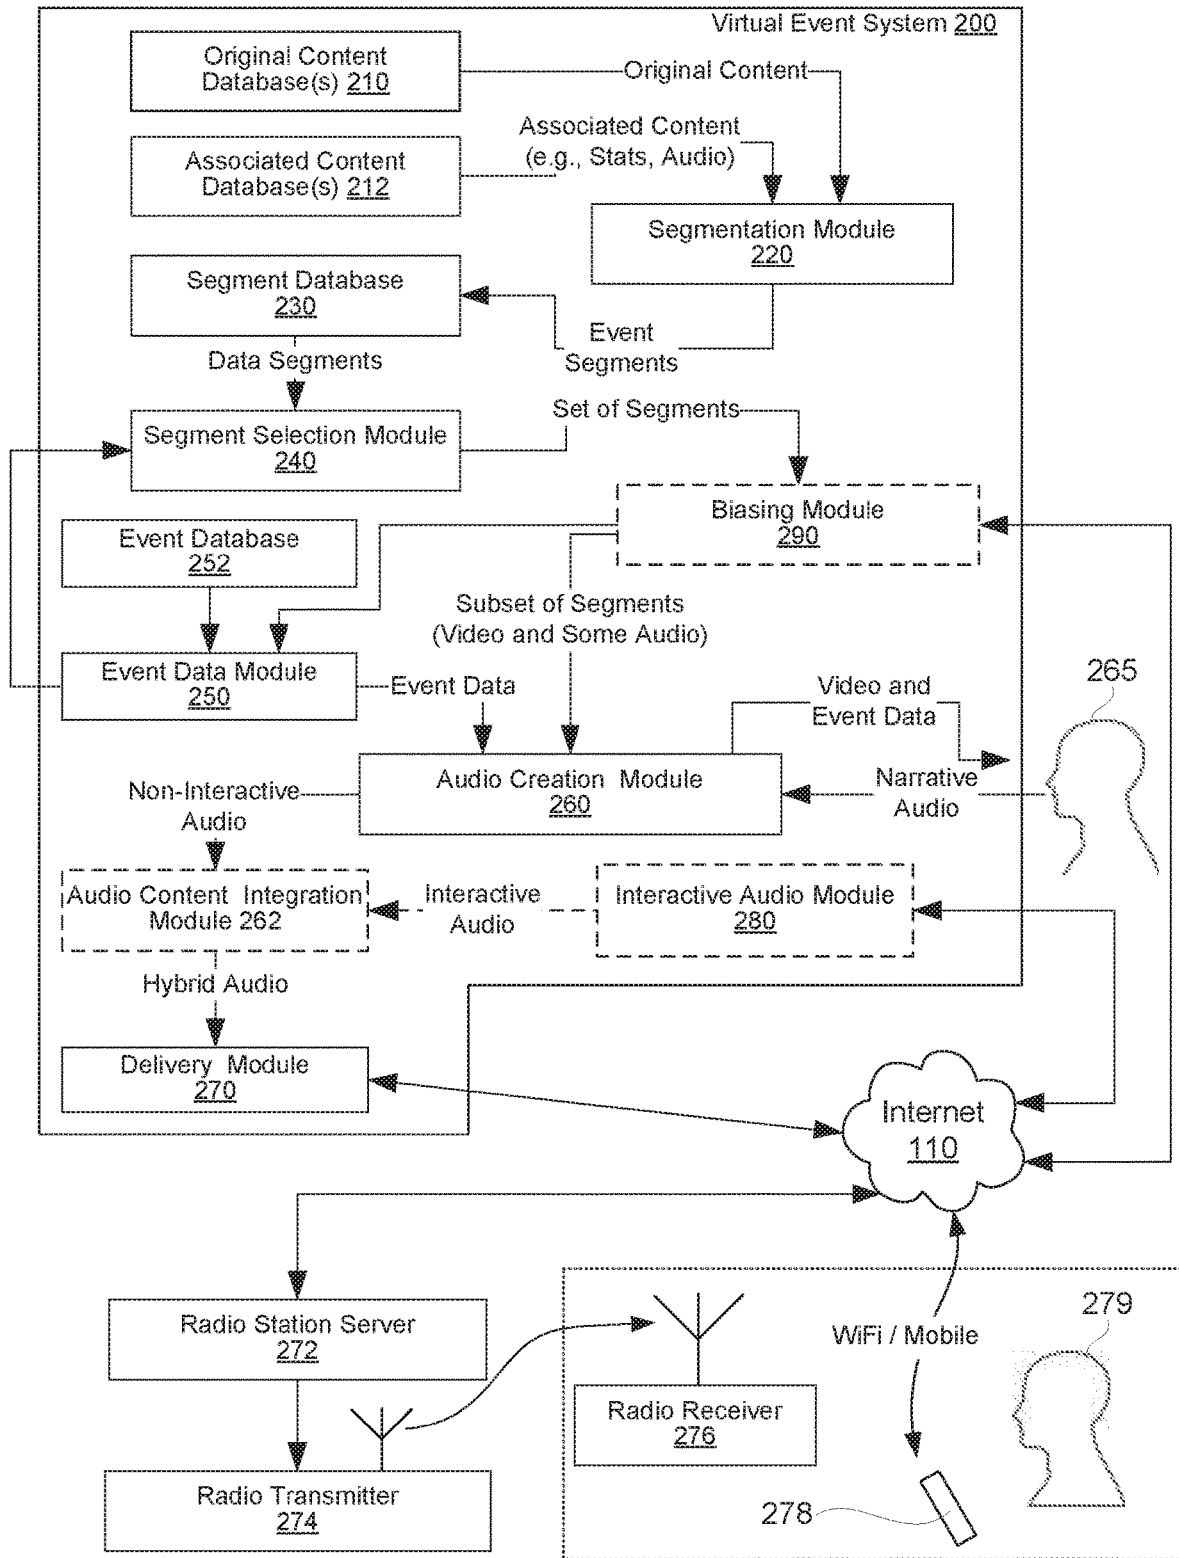 Virtual Event System 200
Original Content
Database(s) 210
Original Content
Associated Content
(e.g., Stats, Audio)
Associated Content
Database(s) 212
Segmentation Module
220
Segment Database
230
Event
Segments
Data Segments
Set of Segments
Segment Selection Module
240
Biasing Module
290
Event Database
252
Subset of Segments
(Video and Some Audio)
Event Data Module
250
Event Data
Video and
Event Data
265
Audio Creation Module
260
Narrative
Audio
Non-Interactive
Audio
Audio Content Integration
Module 262
Interactive
Audio
Interactive Audio Module
280
Hybrid Audio
Delivery Module
270
Internet
110
Radio Station Server
272
WiFi / Mobile
279
Radio Receiver
276
Radio Transmitter
274
278